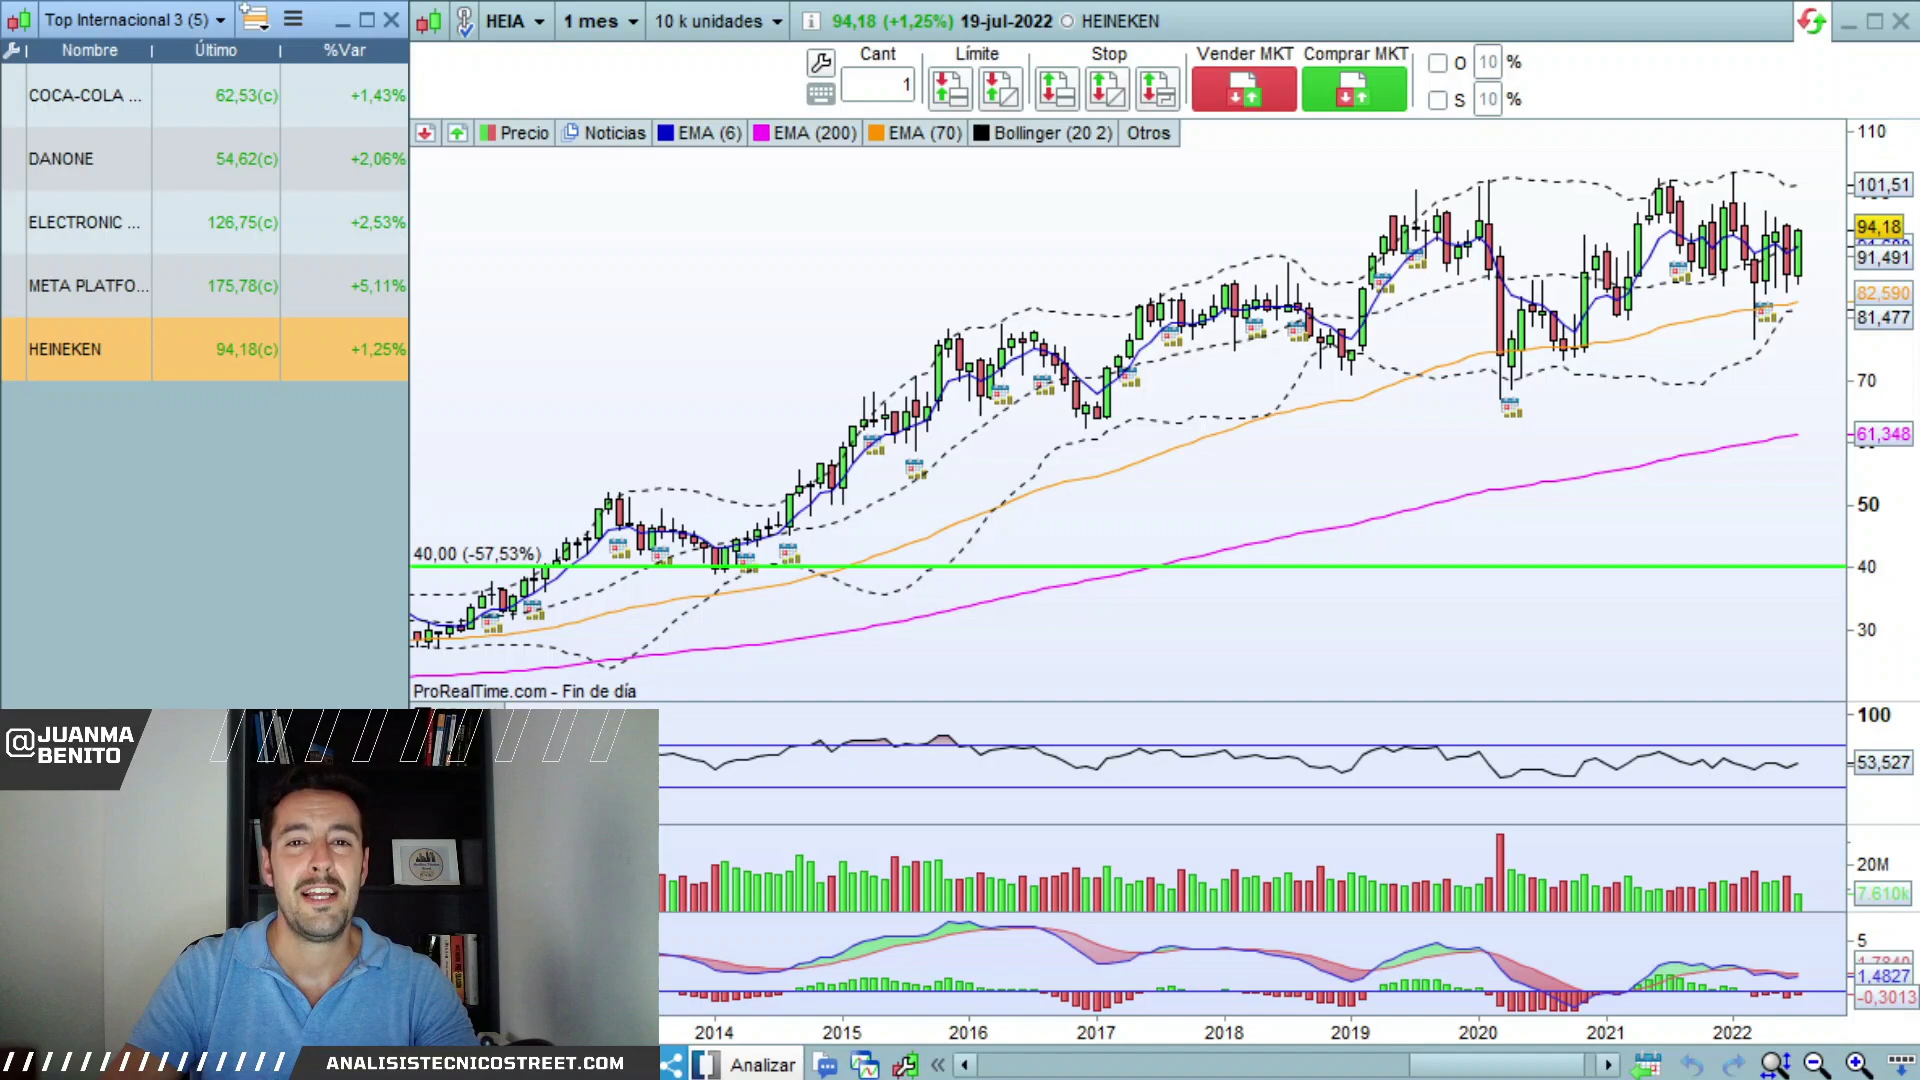 Top Internacional 3 (5)
HEIA
1 mes
10 k unidades
94,18 (+1,25%) 19-jul-2022 HEINEKEN
Nombre Último %Var
COCA-COLA ... 62,53(c) +1,43%
DANONE 54,62(c) +2,06%
ELECTRONIC ... 126,75(c) +2,53%
META PLATFO... 175,78(c) +5,11%
HEINEKEN 94,18(c) +1,25%
Cant Límite Stop Vender MKT Comprar MKT
1
O 10 %
S 10 %
Precio Noticias EMA (6) EMA (200) EMA (70) Bollinger (20 2) Otros
110
101,51
94,18
91,491
82,590
81,477
70
61,348
50
40,00 (-57,53%)
40
30
ProRealTime.com - Fin de día
100
53,527
20M
7.610k
5
1,4827
-0,3013
2014 2015 2016 2017 2018 2019 2020 2021 2022
@JUANMA
BENITO
ANALISISTECNICOSTREET.COM
Analizar